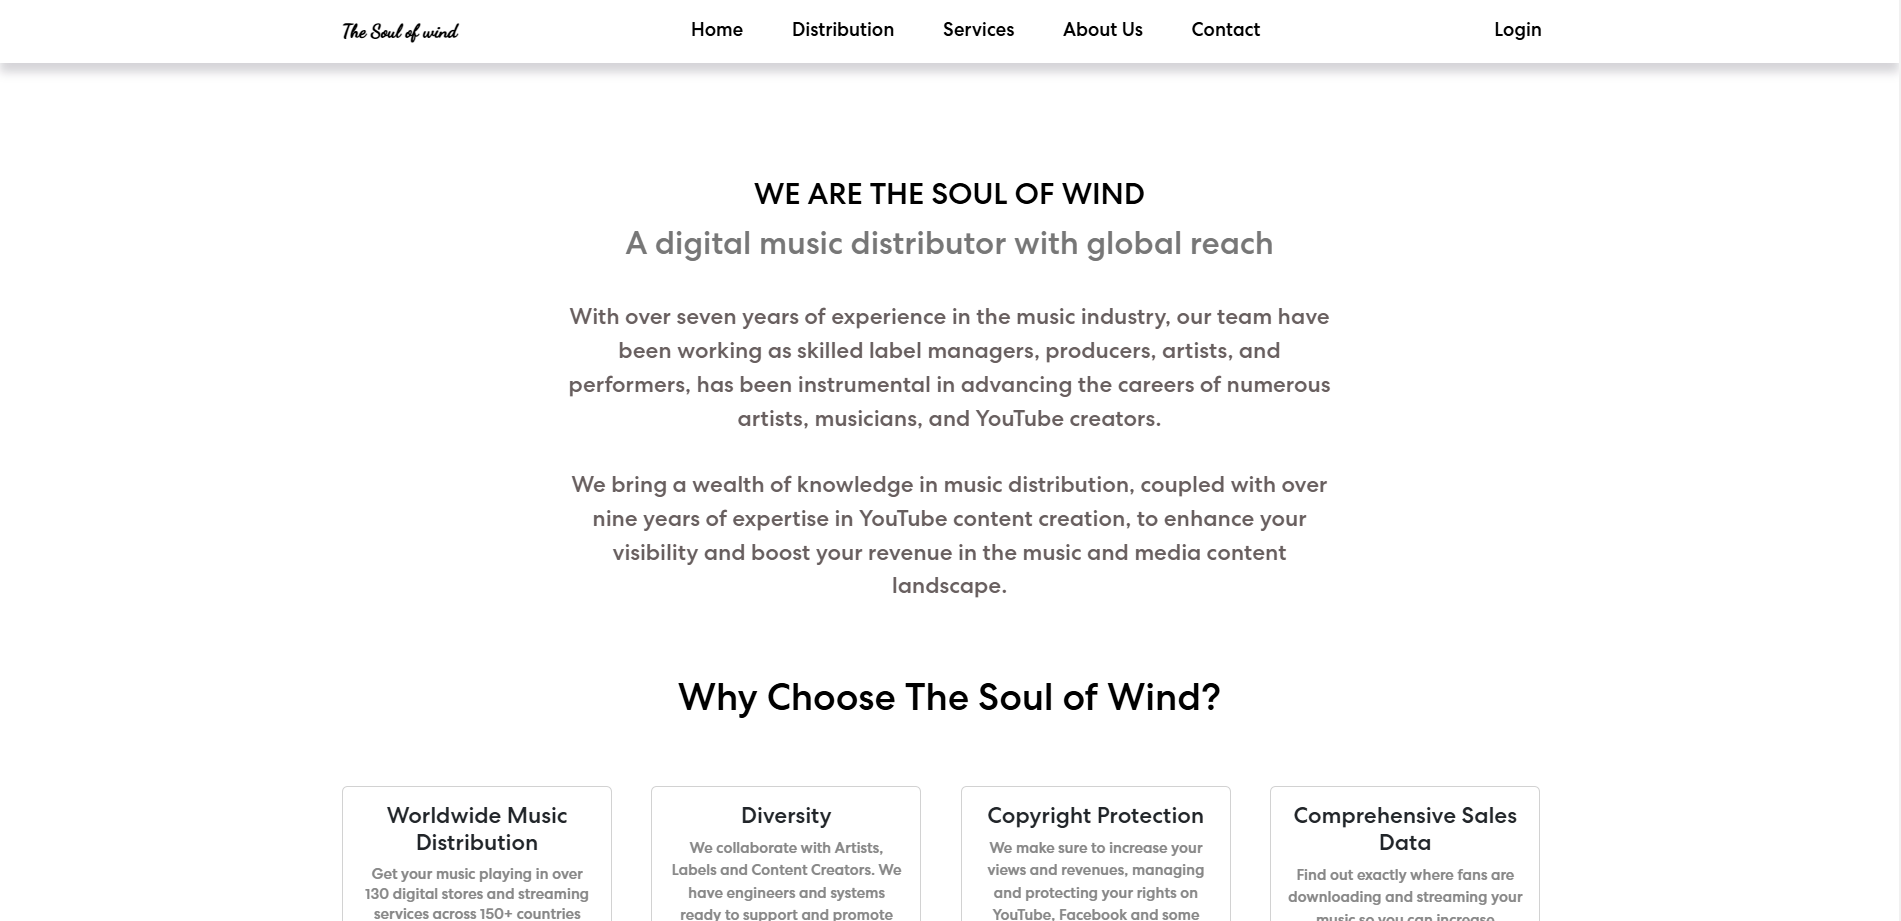 The Soul of wind
Home
Distribution
Services
About Us
Contact
Login
WE ARE THE SOUL OF WIND
A digital music distributor with global reach
With over seven years of experience in the music industry, our team have
been working as skilled label managers, producers, artists, and
performers, has been instrumental in advancing the careers of numerous
artists, musicians, and YouTube creators.
We bring a wealth of knowledge in music distribution, coupled with over
nine years of expertise in YouTube content creation, to enhance your
visibility and boost your revenue in the music and media content
landscape.
Why Choose The Soul of Wind?
Worldwide Music
Distribution
Get your music playing in over
130 digital stores and streaming
services across 150+ countries
Diversity
We collaborate with Artists,
Labels and Content Creators. We
have engineers and systems
ready to support and promote
Copyright Protection
We make sure to increase your
views and revenues, managing
and protecting your rights on
YouTube, Facebook and some
Comprehensive Sales
Data
Find out exactly where fans are
downloading and streaming your
music so you can increase